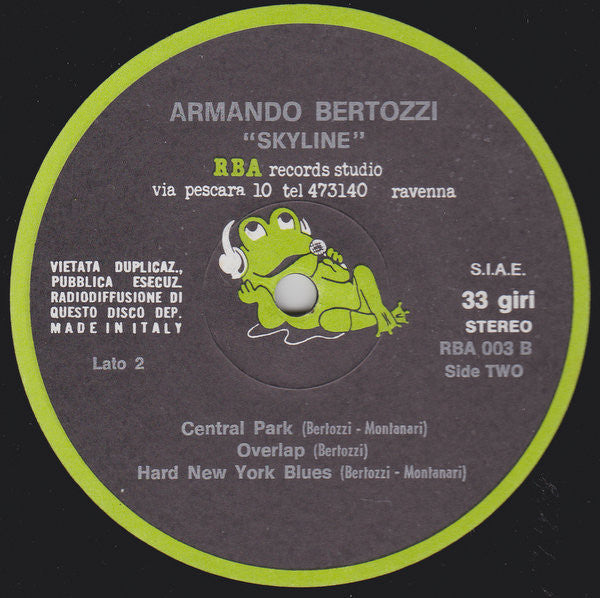 ARMANDO BERTOZZI
"SKYLINE"
RBA records studio
via pescara 10 tel 473140 ravenna
VIETATA DUPLICAZ.,
PUBBLICA ESECUZ.
RADIODIFFUSIONE DI
QUESTO DISCO DEP.
MADE IN ITALY
Lato 2
S.I.A.E.
33 giri
STEREO
RBA 003 B
Side TWO
Central Park (Bertozzi - Montanari)
Overlap (Bertozzi)
Hard New York Blues (Bertozzi - Montanari)